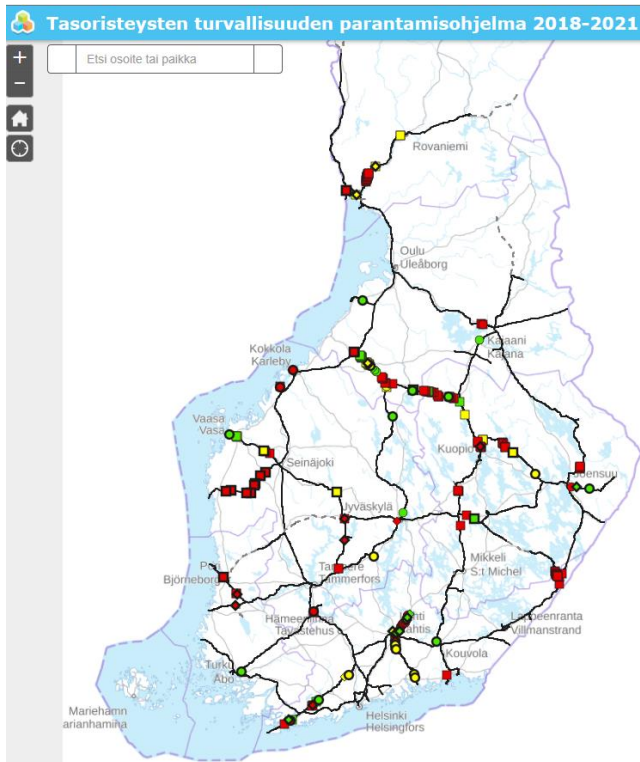 Tasoristeysten turvallisuuden parantamisohjelma 2018-2021
+
Etsi osoite tai paikka
−
Rovaniemi
Oulu
Uleåborg
Kajaani
Kajana
Kokkola
Karleby
Vaasa
Vasa
Seinäjoki
Kuopio
Joensuu
Jyväskylä
Pori
Björneborg
Tampere
Tammerfors
Mikkeli
S:t Michel
Hämeenlinna
Tavastehus
Lahti
Lahtis
Lappeenranta
Villmanstrand
Kouvola
Turku
Åbo
Mariehamn
arianhamina
Helsinki
Helsingfors